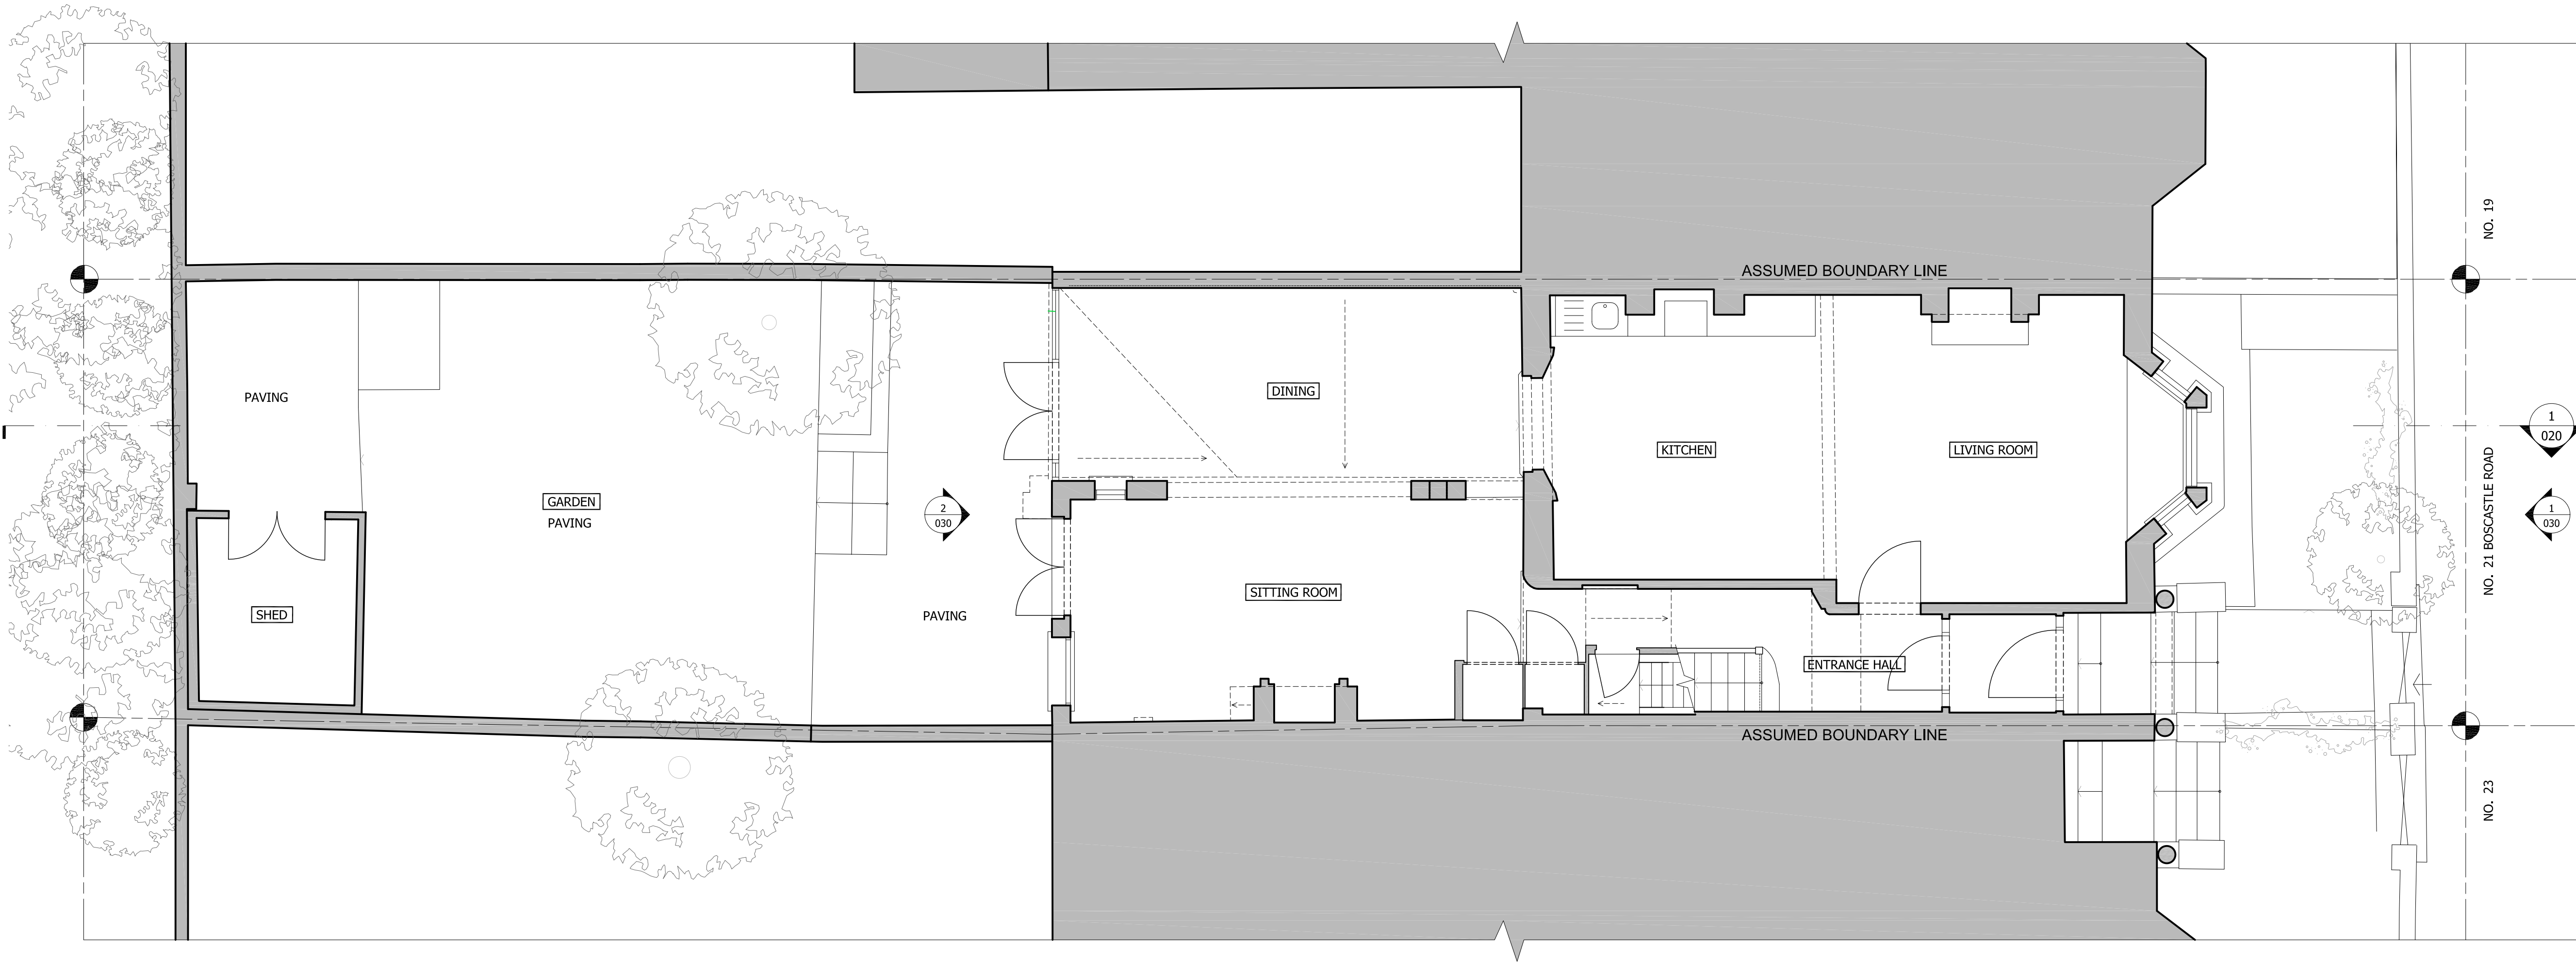 NO. 19
ASSUMED BOUNDARY LINE
PAVING
DINING
1
020
KITCHEN
LIVING ROOM
GARDEN
PAVING
2
030
1
030
NO. 21 BOSCASTLE ROAD
SITTING ROOM
SHED
PAVING
ENTRANCE HALL
ASSUMED BOUNDARY LINE
NO. 23